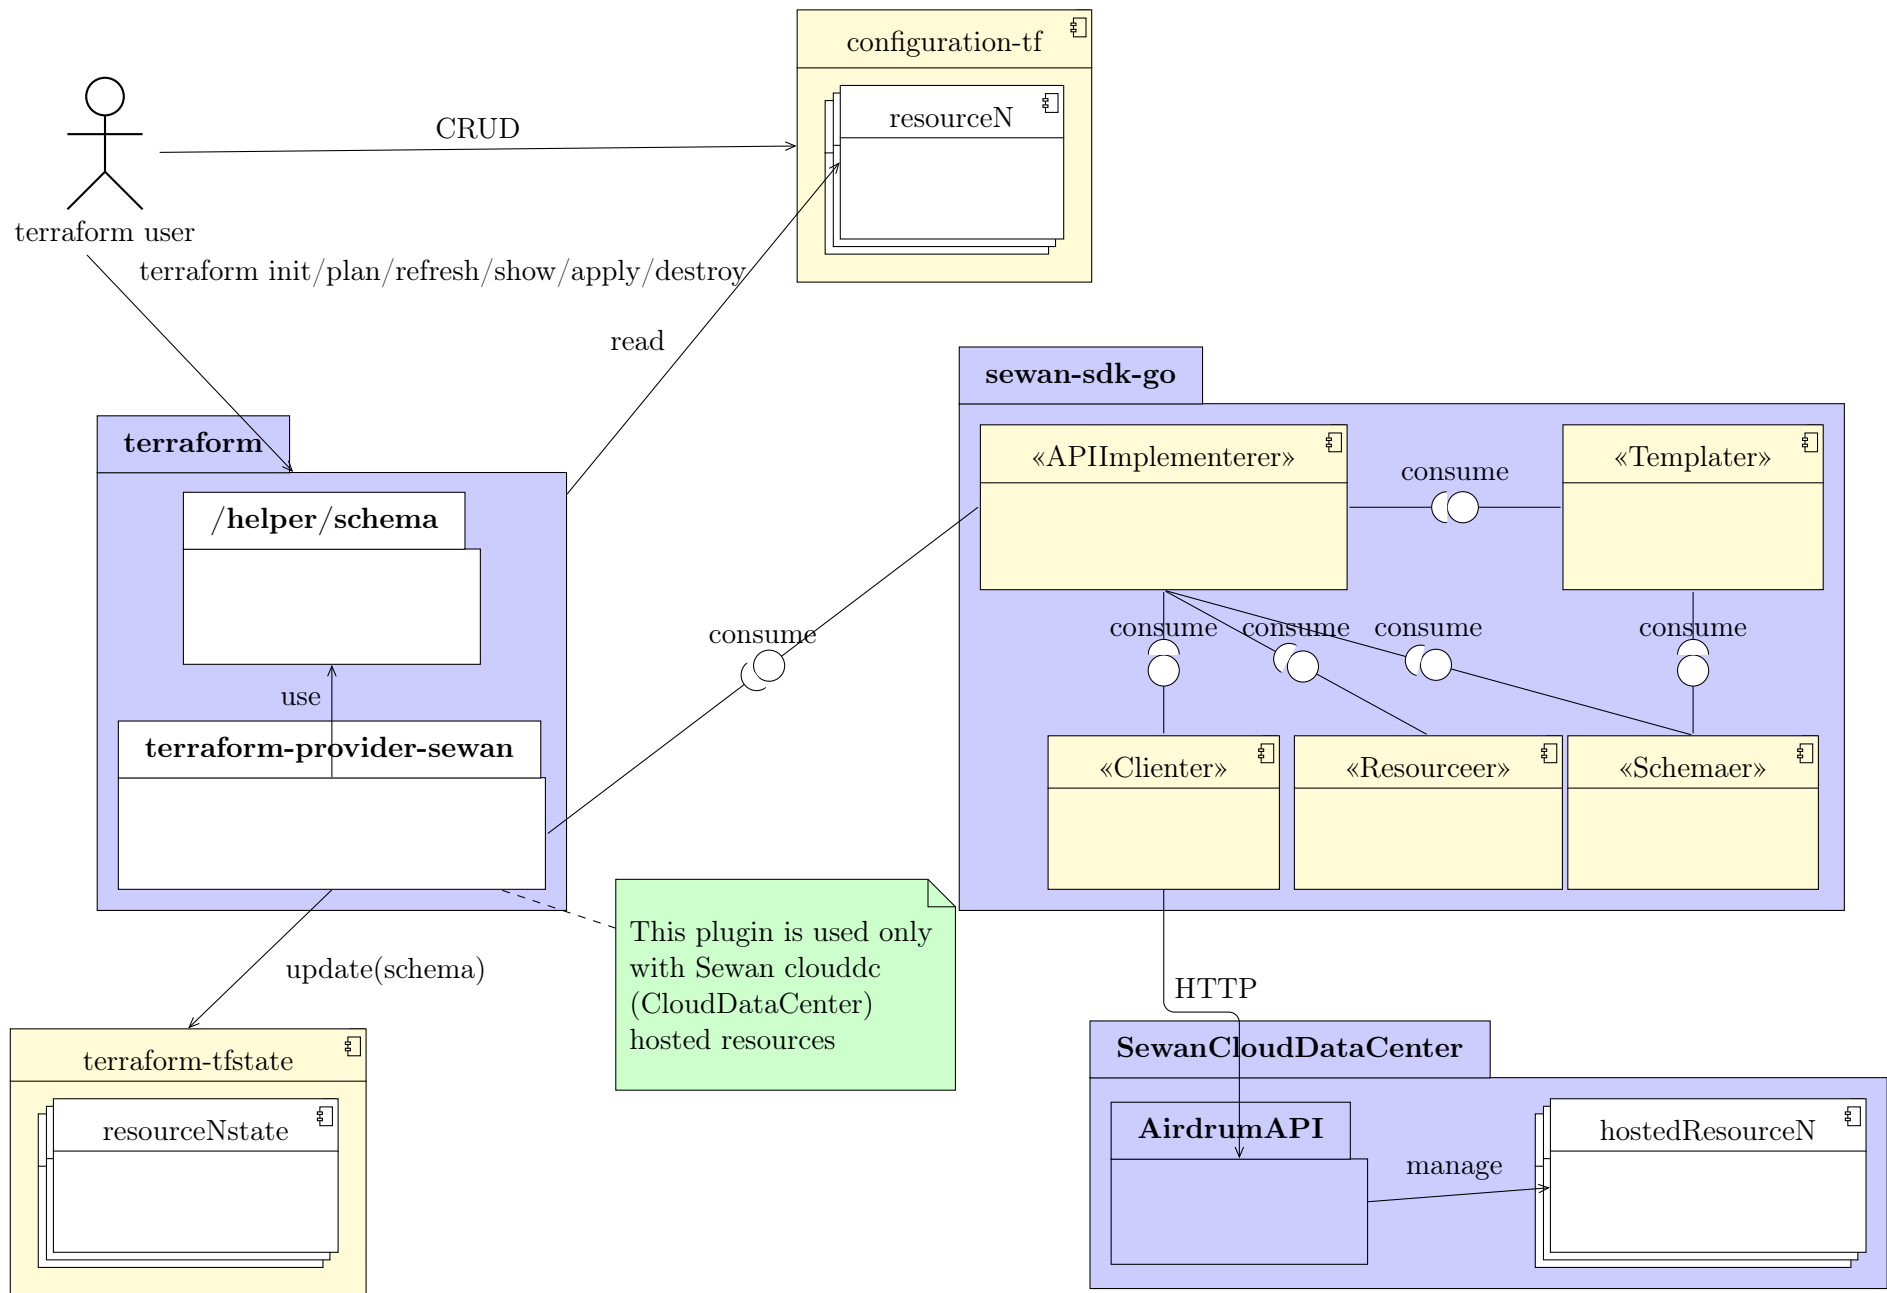 configuration-tf
resourceN
CRUD
terraform user
terraform init/plan/refresh/show/apply/destroy
read
sewan-sdk-go
terraform
«APIImplementerer»
«Templater»
consume
/helper/schema
consume
consume
consume
consume
consume
use
terraform-provider-sewan
«Clienter»
«Resourceer»
«Schemaer»
This plugin is used only
with Sewan clouddc
(CloudDataCenter)
hosted resources
update(schema)
HTTP
terraform-tfstate
SewanCloudDataCenter
resourceNstate
AirdrumAPI
hostedResourceN
manage